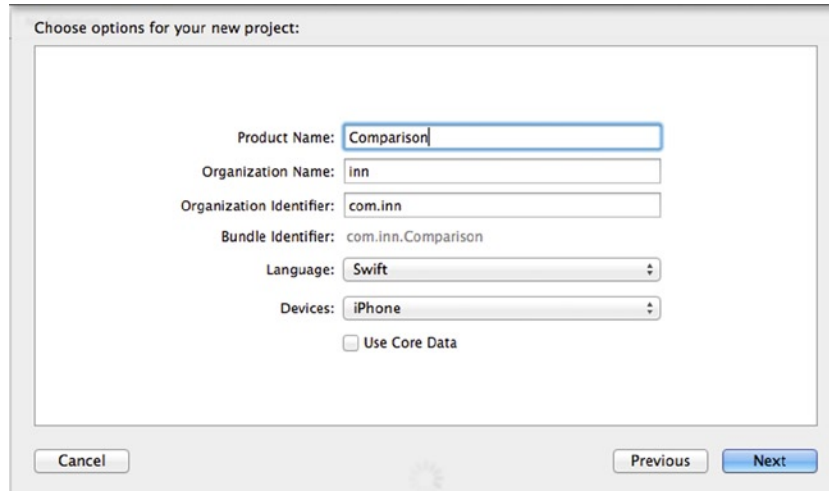 Choose options for your new project:
Product Name: Comparison
Organization Name: inn
Organization Identifier: com.inn
Bundle Identifier: com.inn.Comparison
Language: Swift
Devices: iPhone
Use Core Data
Cancel Previous Next